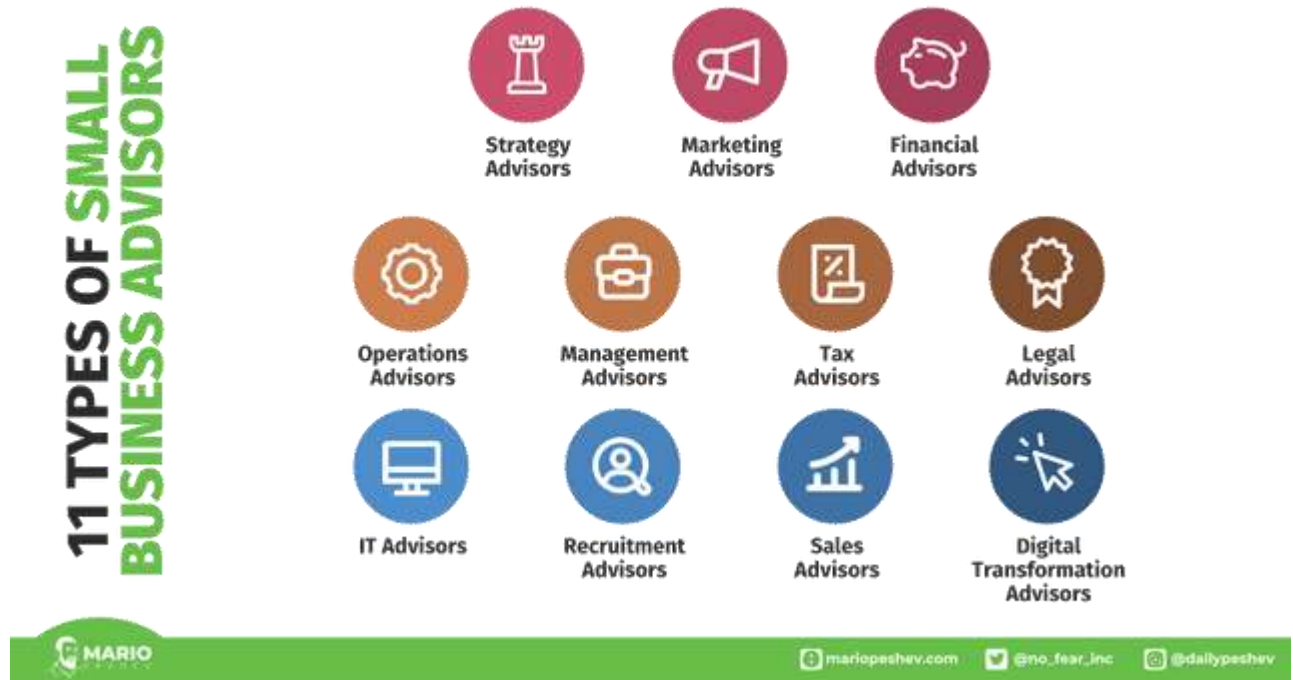 11 TYPES OF SMALL
BUSINESS ADVISORS
Strategy
Advisors
Marketing
Advisors
Financial
Advisors
Operations
Advisors
Management
Advisors
Tax
Advisors
Legal
Advisors
IT Advisors
Recruitment
Advisors
Sales
Advisors
Digital
Transformation
Advisors
MARIO
mariopeshev.com
@no_fear_inc
@dailypeshev